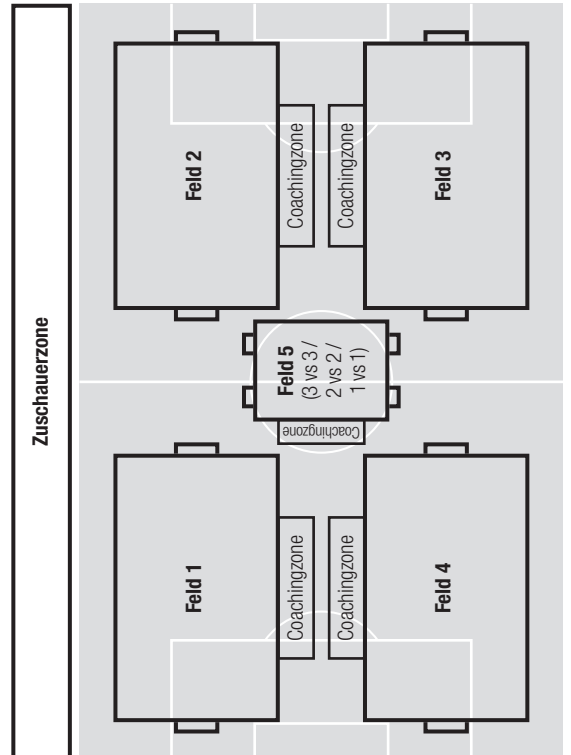 Zuschauerzone
Feld 2
Coachingzone
Coachingzone
Feld 3
Feld 5
(3 vs 3 /
2 vs 2 /
1 vs 1)
Coachingzone
Feld 1
Coachingzone
Coachingzone
Feld 4